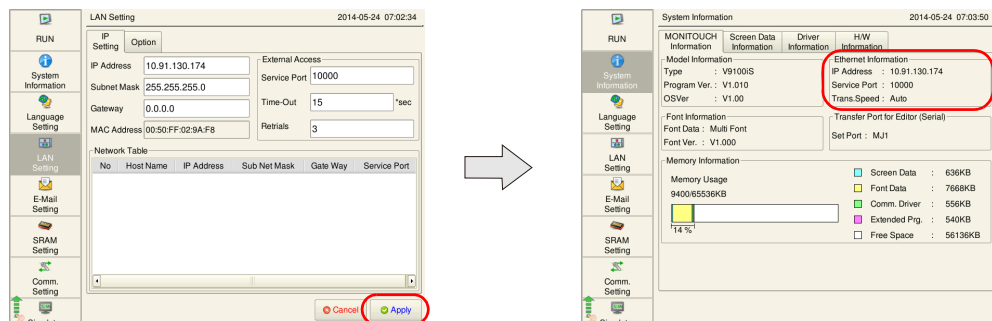 LAN Setting 2014-05-24 07:02:34
RUN
System
Information
Language
Setting
LAN
Setting
E-Mail
Setting
SRAM
Setting
Comm.
Setting
IP
Setting
Option
IP Address 10.91.130.174
Subnet Mask 255.255.255.0
Gateway 0.0.0.0
MAC Address 00:50:FF:02:9A:F8
External Access
Service Port 10000
Time-Out 15 *sec
Retrials 3
Network Table
No Host Name IP Address Sub Net Mask Gate Way Service Port
Cancel Apply
System Information 2014-05-24 07:03:50
RUN
System
Information
Language
Setting
LAN
Setting
E-Mail
Setting
SRAM
Setting
Comm.
Setting
MONITOUCH
Information
Screen Data
Information
Driver
Information
H/W
Information
Model Information
Type : V9100iS
Program Ver. : V1.010
OSVer : V1.00
Ethernet Information
IP Address : 10.91.130.174
Service Port : 10000
Trans.Speed : Auto
Font Information
Font Data : Multi Font
Font Ver. : V1.000
Transfer Port for Editor (Serial)
Set Port : MJ1
Memory Information
Memory Usage
9400/65536KB
14 %
Screen Data : 636KB
Font Data : 7668KB
Comm. Driver : 556KB
Extended Prg. : 540KB
Free Space : 56136KB